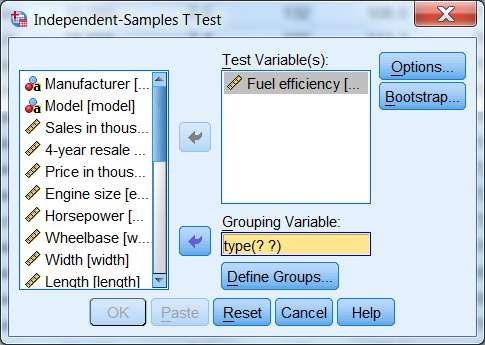 Independent-Samples T Test
Manufacturer [...
Model [model]
Sales in thous...
4-year resale ...
Price in thous...
Engine size [e...
Horsepower [...
Wheelbase [w...
Width [width]
Length [length]
Test Variable(s):
Fuel efficiency [...
Grouping Variable:
type(? ?)
Define Groups...
Options...
Bootstrap...
OK
Paste
Reset
Cancel
Help